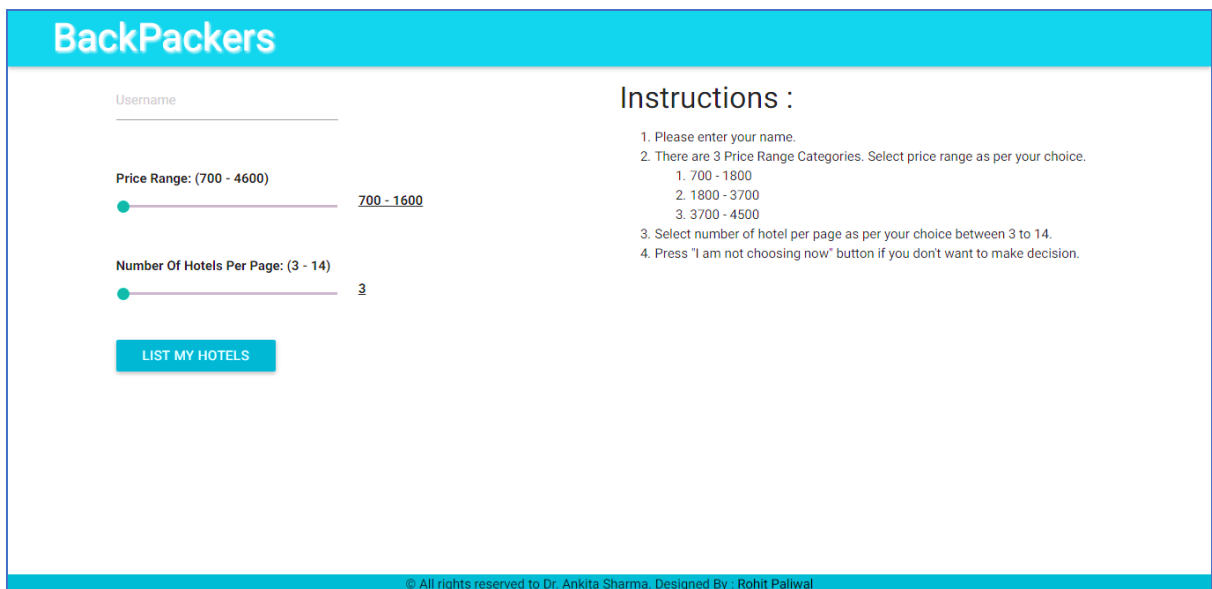 BackPackers
Username
Price Range: (700 - 4600)
700 - 1600
Number Of Hotels Per Page: (3 - 14)
3
LIST MY HOTELS
Instructions :
1. Please enter your name.
2. There are 3 Price Range Categories. Select price range as per your choice.
1. 700 - 1800
2. 1800 - 3700
3. 3700 - 4500
3. Select number of hotel per page as per your choice between 3 to 14.
4. Press "I am not choosing now" button if you don't want to make decision.
© All rights reserved to Dr. Ankita Sharma. Designed By : Rohit Paliwal